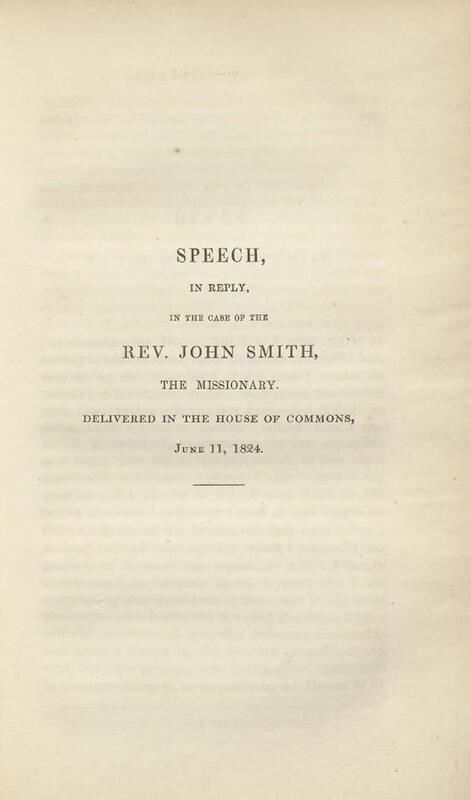 SPEECH,
IN REPLY,
IN THE CASE OF THE
REV. JOHN SMITH,
THE MISSIONARY.
DELIVERED IN THE HOUSE OF COMMONS,
JUNE 11, 1824.